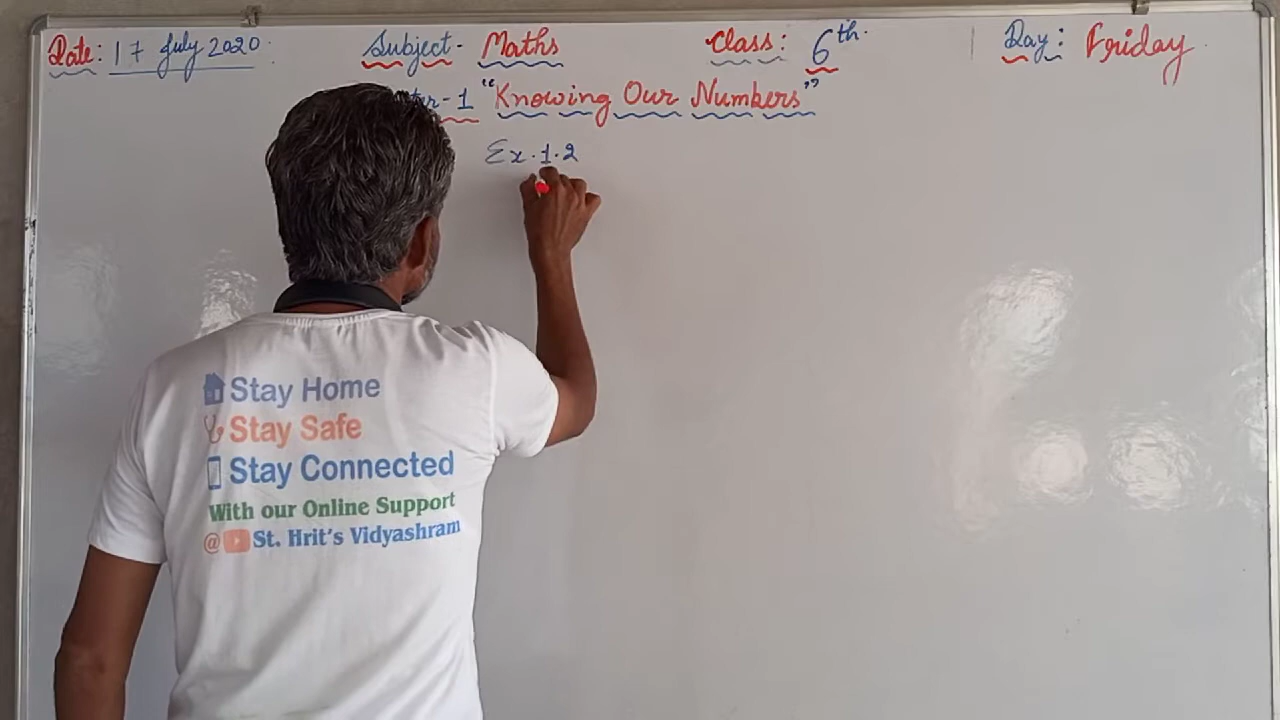 Date: 17 July 2020. Subject- Maths Class: 6th. Day: Friday.
-1 "Knowing Our Numbers"
Ex.1.2
Stay Home
Stay Safe
Stay Connected
With our Online Support
@ St. Hrit's Vidyashram